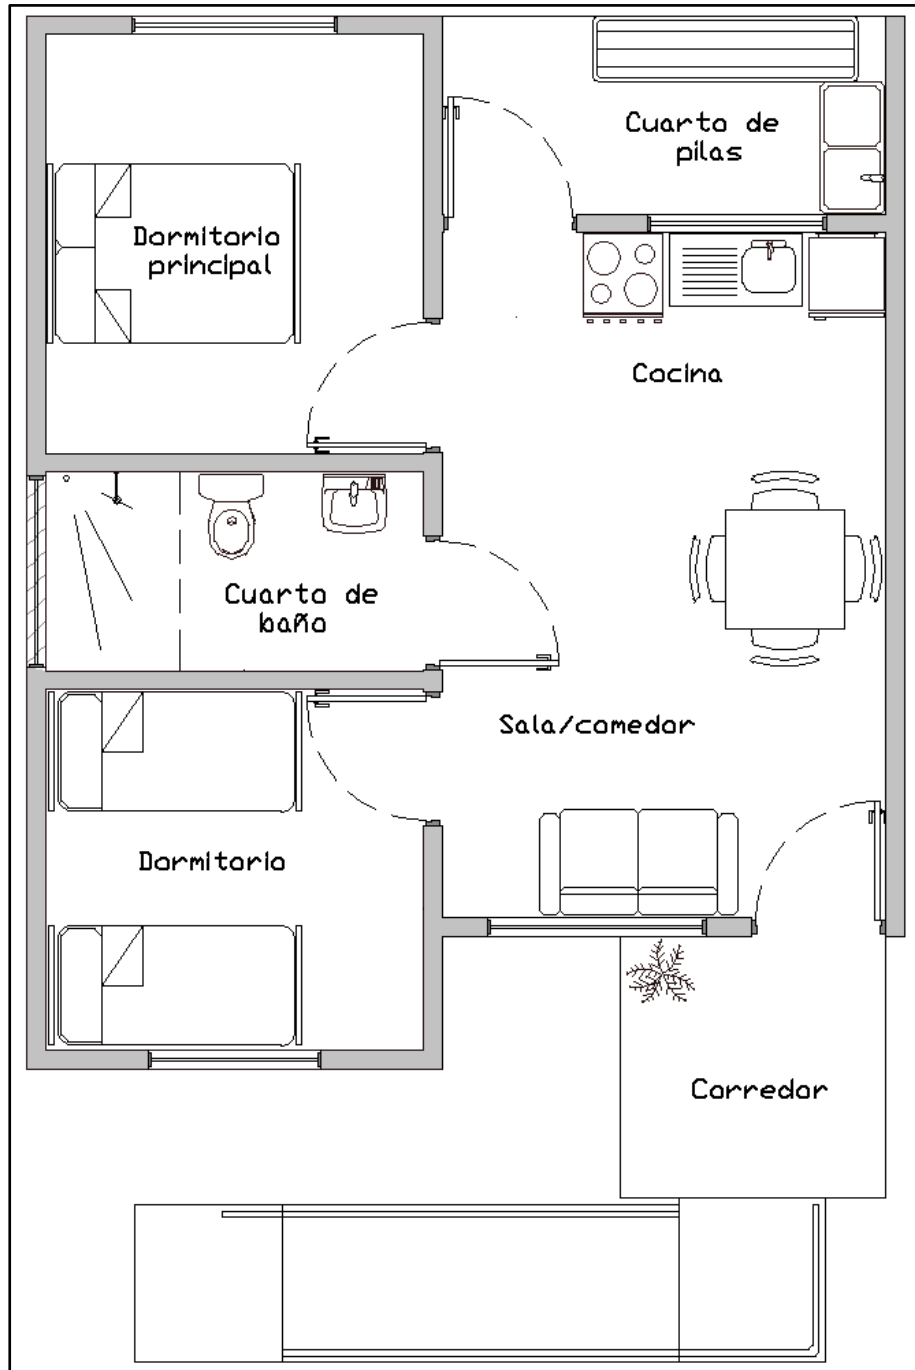 Cuarto de
pilas
Dormitorio
principal
Cocina
Cuarto de
baño
Sala/comedor
Dormitorio
Corredor